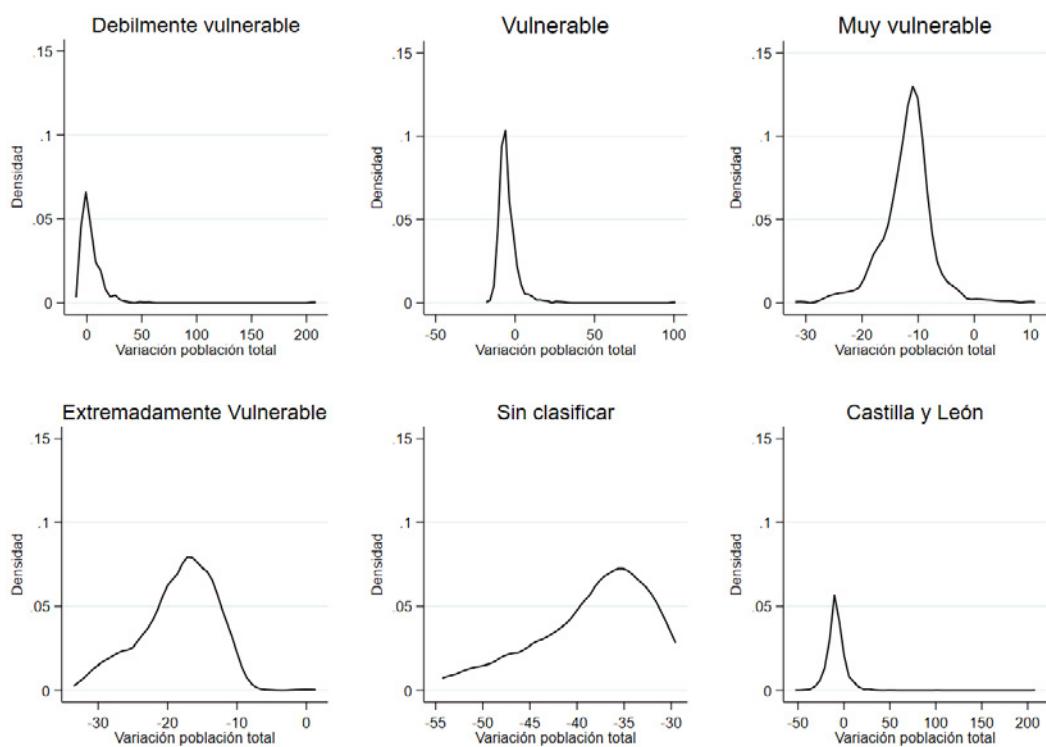 Debilmente vulnerable
.15
.1
.05
0
Densidad
0 50 100 150 200
Variación población total
Vulnerable
.15
.1
.05
0
Densidad
-50 0 50 100
Variación población total
Muy vulnerable
.15
.1
.05
0
Densidad
-30 -20 -10 0 10
Variación población total
Extremadamente Vulnerable
.15
.1
.05
0
Densidad
-30 -20 -10 0
Variación población total
Sin clasificar
.15
.1
.05
0
Densidad
-55 -50 -45 -40 -35 -30
Variación población total
Castilla y León
.15
.1
.05
0
Densidad
-50 0 50 100 150 200
Variación población total